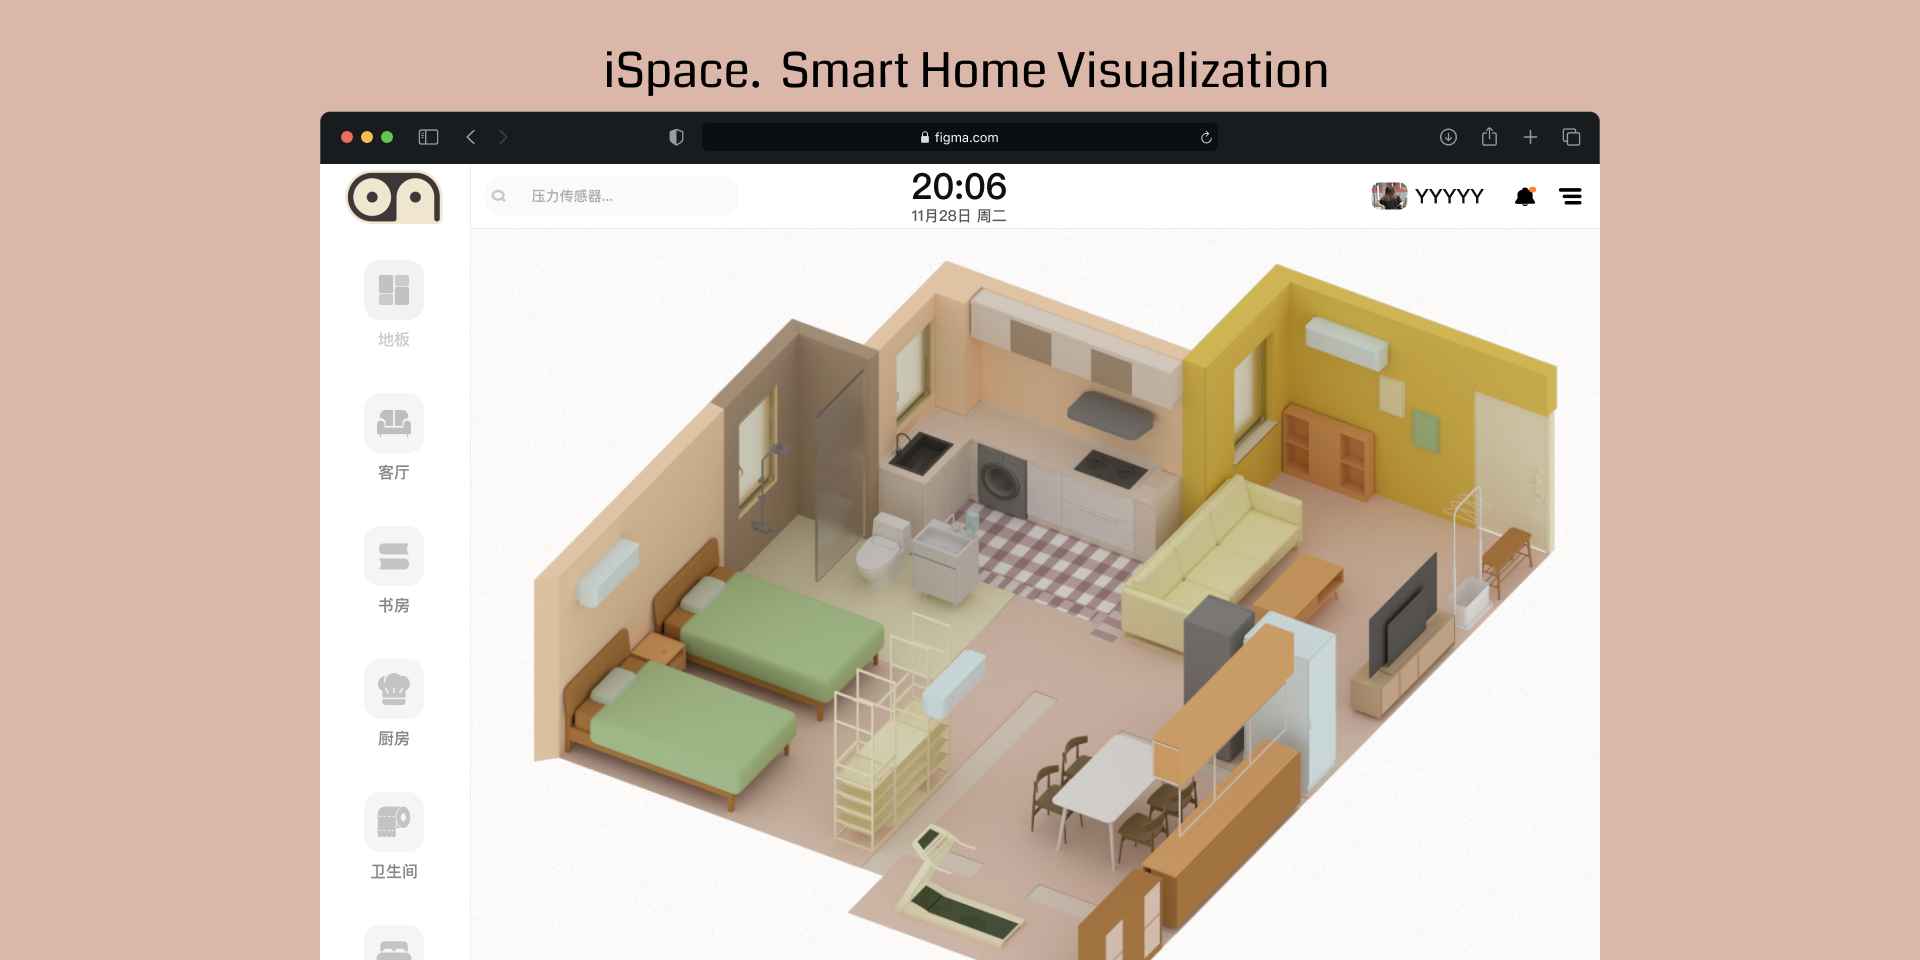 iSpace. Smart Home Visualization
figma.com
压力传感器...
20:06
11月28日 周二
YYYYY
地板
客厅
书房
厨房
卫生间